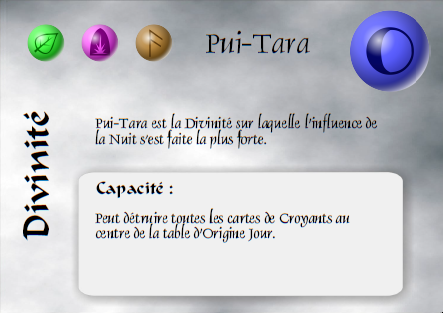 Pui-Tara
Divinité
Pui-Tara est la Divinité sur laquelle l'influence de
la Nuit s'est faite la plus forte.
Capacité :
Peut détruire toutes les cartes de Croyants au
centre de la table d'Origine Jour.